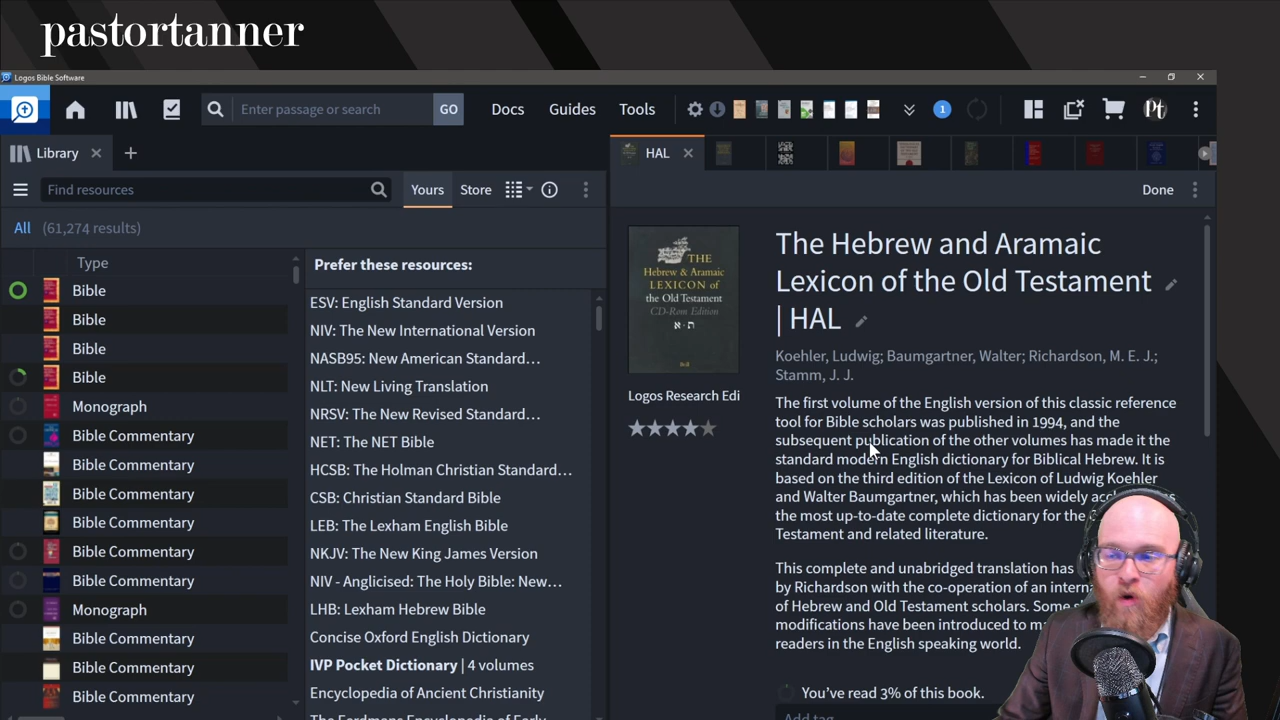 pastortanner
Logos Bible Software
Enter passage or search
GO
Docs
Guides
Tools
1
Pt
Library
HAL
Find resources
Yours
Store
Done
All (61,274 results)
Type
Bible
Bible
Bible
Bible
Monograph
Bible Commentary
Bible Commentary
Bible Commentary
Bible Commentary
Bible Commentary
Bible Commentary
Monograph
Bible Commentary
Bible Commentary
Bible Commentary
Prefer these resources:
ESV: English Standard Version
NIV: The New International Version
NASB95: New American Standard…
NLT: New Living Translation
NRSV: The New Revised Standard…
NET: The NET Bible
HCSB: The Holman Christian Standard…
CSB: Christian Standard Bible
LEB: The Lexham English Bible
NKJV: The New King James Version
NIV - Anglicised: The Holy Bible: New…
LHB: Lexham Hebrew Bible
Concise Oxford English Dictionary
IVP Pocket Dictionary | 4 volumes
Encyclopedia of Ancient Christianity
The Eerdmans Encyclopedia of Early
THE
Hebrew & Aramaic
LEXICON of
the Old Testament
CD-Rom Edition
א-ת
Logos Research Edi
The Hebrew and Aramaic
Lexicon of the Old Testament
| HAL
Koehler, Ludwig; Baumgartner, Walter; Richardson, M. E. J.;
Stamm, J. J.
The first volume of the English version of this classic reference
tool for Bible scholars was published in 1994, and the
subsequent publication of the other volumes has made it the
standard modern English dictionary for Biblical Hebrew. It is
based on the third edition of the Lexicon of Ludwig Koehler
and Walter Baumgartner, which has been widely
the most up-to-date complete dictionary for the
Testament and related literature.
This complete and unabridged translation has
by Richardson with the co-operation of an
of Hebrew and Old Testament scholars. Some
modifications have been introduced to
readers in the English speaking world.
You've read 3% of this book.
Add tag